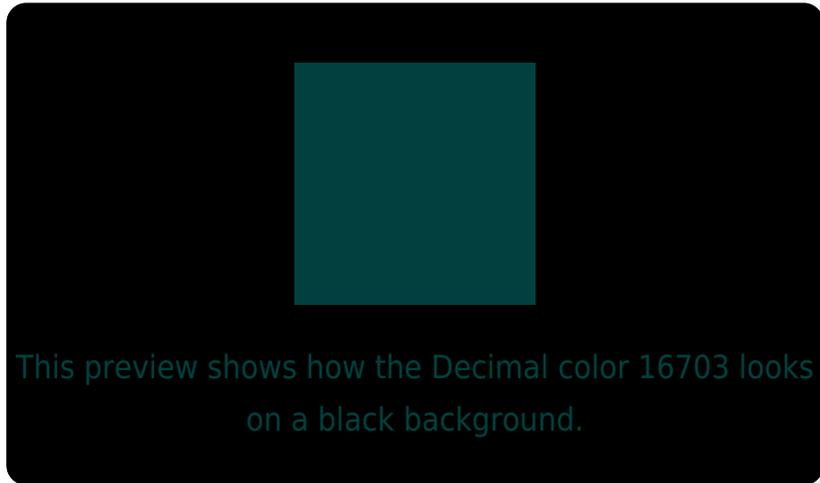 This preview shows how the Decimal color 16703 looks
on a black background.